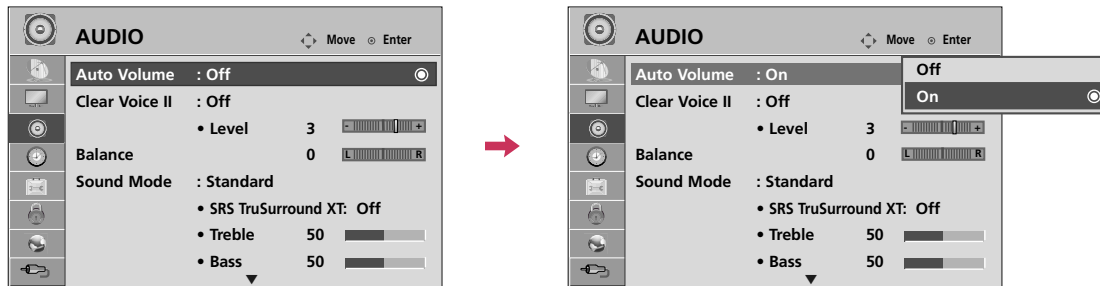 AUDIO Move Enter
Auto Volume : Off
Clear Voice II : Off
• Level 3 - +
Balance 0 L R
Sound Mode : Standard
• SRS TruSurround XT: Off
• Treble 50
• Bass 50
AUDIO Move Enter
Auto Volume : On
Off
On
Clear Voice II : Off
• Level 3 - +
Balance 0 L R
Sound Mode : Standard
• SRS TruSurround XT: Off
• Treble 50
• Bass 50